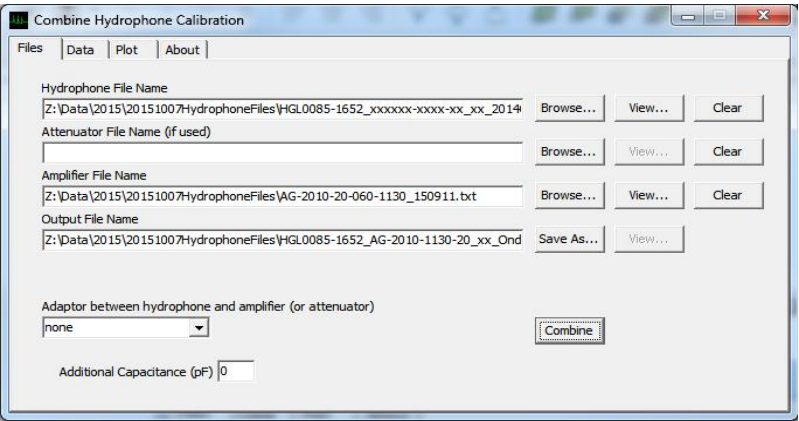 Combine Hydrophone Calibration
Files Data Plot About
Hydrophone File Name
Z:\Data\2015\20151007HydrophoneFiles\HGL0085-1652_xxxxxx-xxxx-xx_xx_2014 Browse... View... Clear
Attenuator File Name (if used)
Browse... View... Clear
Amplifier File Name
Z:\Data\2015\20151007HydrophoneFiles\AG-2010-20-060-1130_150911.txt Browse... View... Clear
Output File Name
Z:\Data\2015\20151007HydrophoneFiles\HGL0085-1652_AG-2010-1130-20_xx_Ond Save As... View...
Adaptor between hydrophone and amplifier (or attenuator)
none Combine
Additional Capacitance (pF) 0